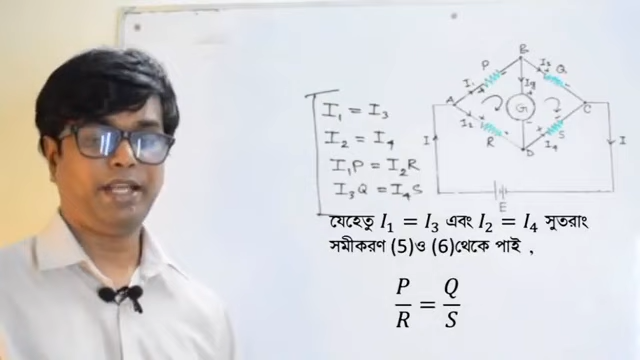 I₁ = I₃
I₂ = I₄
I₁P = I₂R
I₃Q = I₄S
B
P
I₃
Q
I₁
Ig
A
G
C
I₂
R
S
I₄
D
I
I
E
যেহেতু I₁ = I₃ এবং I₂ = I₄ সুতরাং
সমীকরণ (5)ও (6)থেকে পাই ,
P/R = Q/S